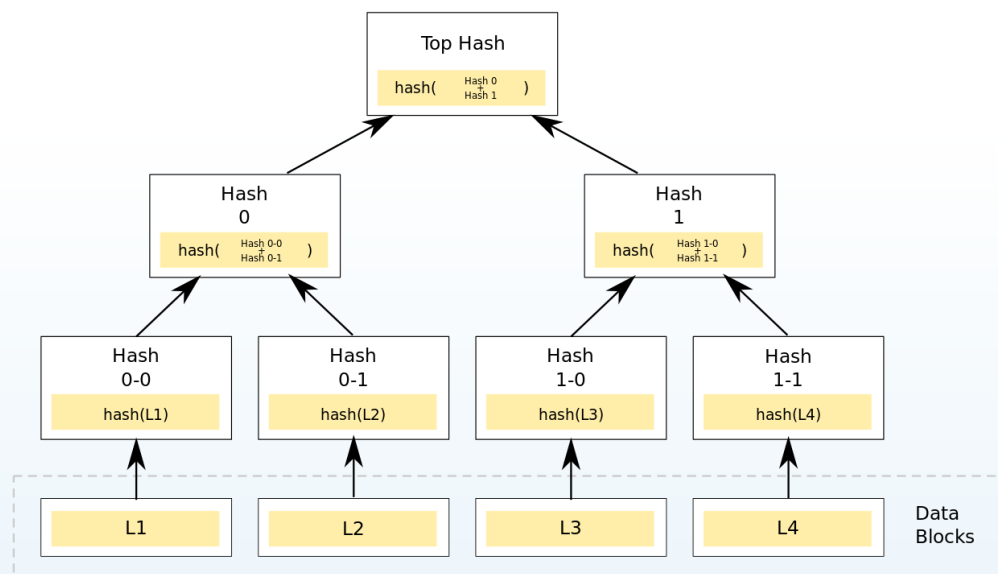 Top Hash
hash( Hash 0 + Hash 1 )
Hash
0
hash( Hash 0-0 + Hash 0-1 )
Hash
1
hash( Hash 1-0 + Hash 1-1 )
Hash
0-0
hash(L1)
Hash
0-1
hash(L2)
Hash
1-0
hash(L3)
Hash
1-1
hash(L4)
L1
L2
L3
L4
Data
Blocks